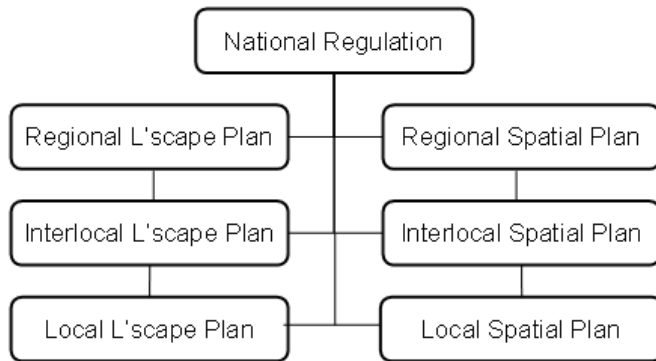 National Regulation
Regional L'scape Plan
Regional Spatial Plan
Interlocal L'scape Plan
Interlocal Spatial Plan
Local L'scape Plan
Local Spatial Plan